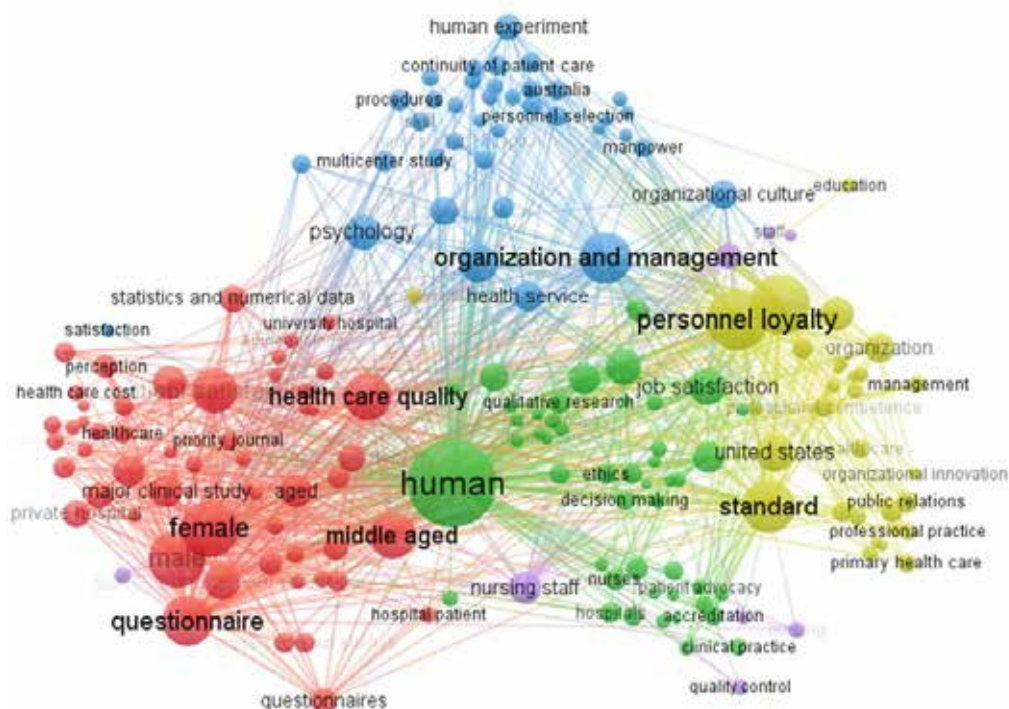 human experiment
continuity of patient care
australia
procedures
personnel selection
manpower
multicenter study
education
organizational culture
staff
psychology
organization and management
health service
statistics and numerical data
university hospital
personnel loyalty
satisfaction
organization
perception
health care cost
health care quality
job satisfaction
management
qualitative research
professional competence
healthcare
priority journal
united states
healthcare
ethics
organizational innovation
major clinical study
aged
human
decision making
private hospital
standard
public relations
female
middle aged
professional practice
male
primary health care
nursing staff
nurses
patient advocacy
questionnaire
hospital patient
hospitals
accreditation
clinical practice
quality control
questionnaires